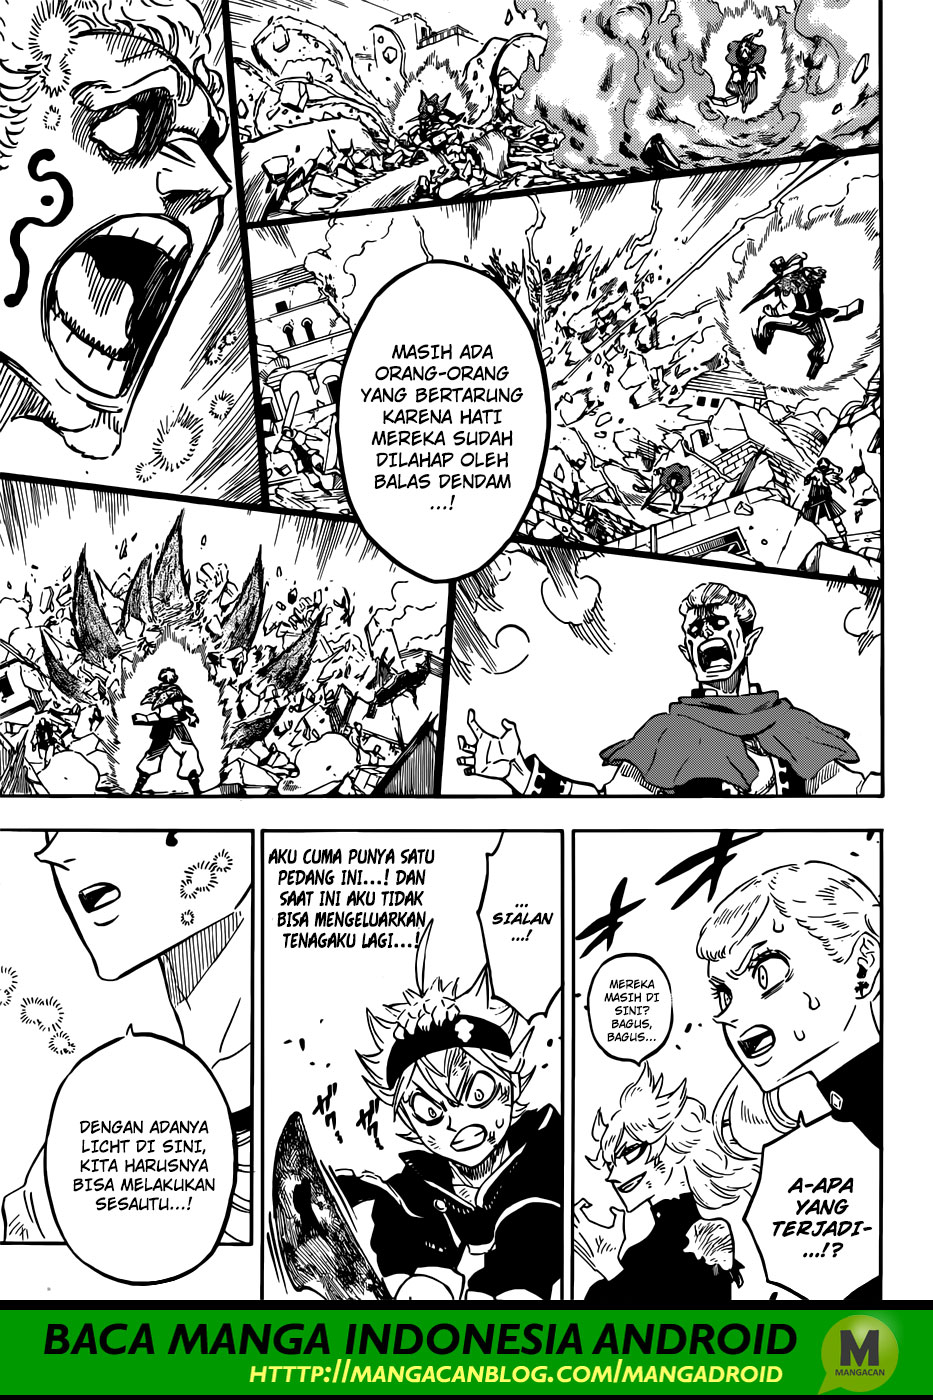 MASIH ADA
ORANG-ORANG
YANG BERTARUNG
KARENA HATI
MEREKA SUDAH
DILAHAP OLEH
BALAS DENDAM
...!
A-APA
YANG
TERJADI-
...!?
MEREKA
MASIH DI
SINI?
BAGUS,
BAGUS...
...
SIALAN
...!
AKU CUMA PUNYA SATU
PEDANG INI...! DAN
SAAT INI AKU TIDAK
BISA MENGELUARKAN
TENAGAKU LAGI...!
DENGAN ADANYA
LICHT DI SINI,
KITA HARUSNYA
BISA MELAKUKAN
SESAUTU...!
BACA MANGA INDONESIA ANDROID
HTTTP://MANGACANBLOG.COM/MANGADROID
M
MANGACAN